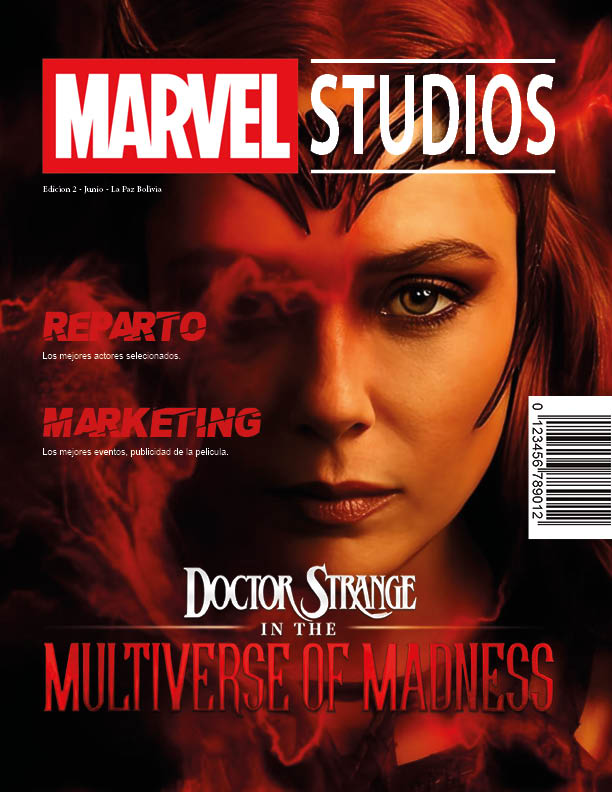 MARVEL STUDIOS
Edicion 2 - Junio - La Paz Bolivia
REPARTO
Los mejores actores selecionados.
MARKETING
Los mejores eventos, publicidad de la pelicula.
0 123456 789012
DOCTOR STRANGE
IN THE
MULTIVERSE OF MADNESS